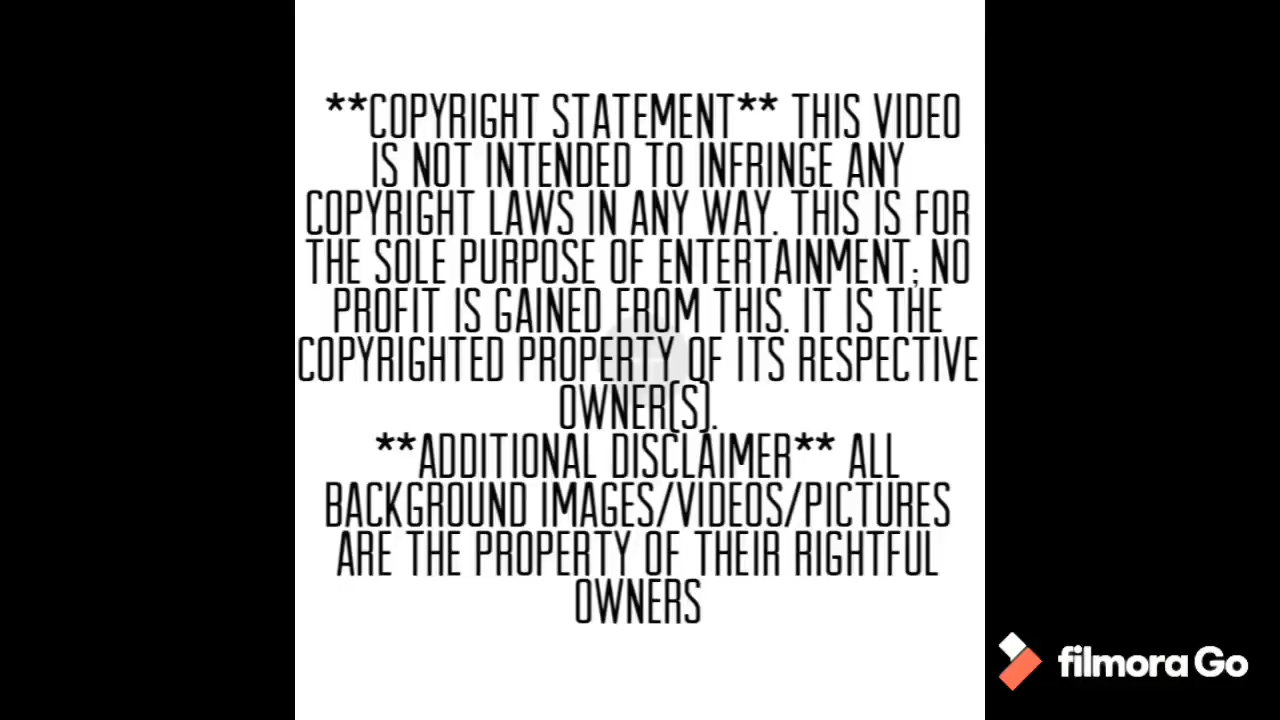 **COPYRIGHT STATEMENT** THIS VIDEO
IS NOT INTENDED TO INFRINGE ANY
COPYRIGHT LAWS IN ANY WAY. THIS IS FOR
THE SOLE PURPOSE OF ENTERTAINMENT; NO
PROFIT IS GAINED FROM THIS. IT IS THE
COPYRIGHTED PROPERTY OF ITS RESPECTIVE
OWNER(S).
**ADDITIONAL DISCLAIMER** ALL
BACKGROUND IMAGES/VIDEOS/PICTURES
ARE THE PROPERTY OF THEIR RIGHTFUL
OWNERS
filmora Go